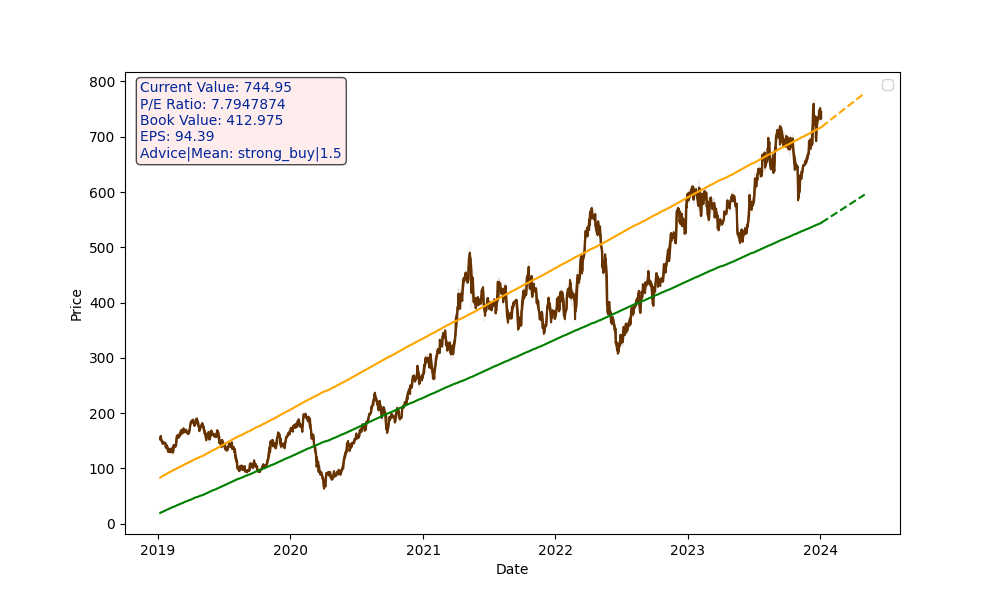 Current Value: 744.95
P/E Ratio: 7.7947874
Book Value: 412.975
EPS: 94.39
Advice|Mean: strong_buy|1.5
800
700
600
500
400
300
200
100
0
Price
2019 2020 2021 2022 2023 2024
Date